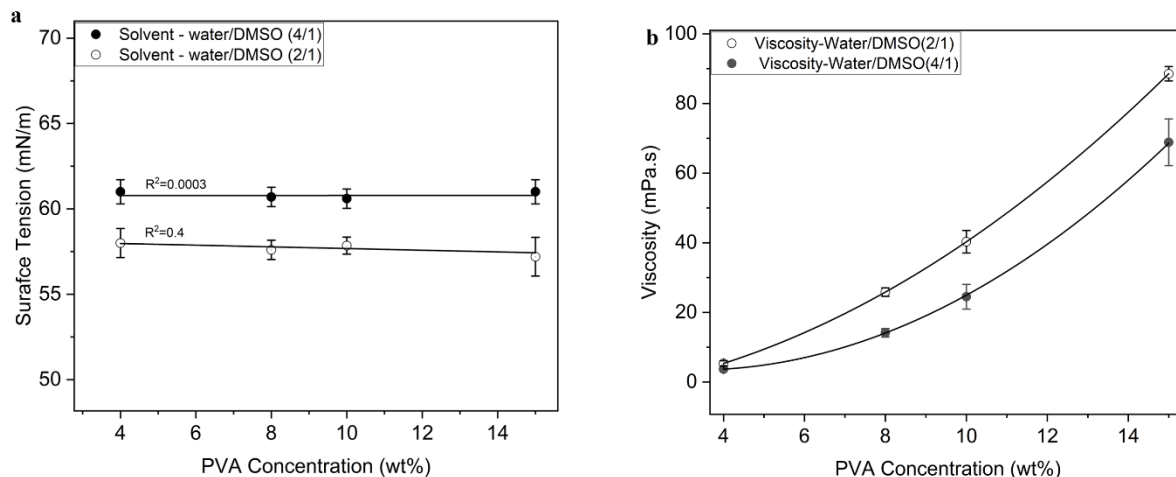 a
Solvent - water/DMSO (4/1)
Solvent - water/DMSO (2/1)
R²=0.0003
R²=0.4
70
65
60
55
50
Surafce Tension (mN/m)
4
6
8
10
12
14
PVA Concentration (wt%)
b
Viscosity-Water/DMSO(2/1)
Viscosity-Water/DMSO(4/1)
100
80
60
40
20
0
Viscosity (mPa.s)
4
6
8
10
12
14
PVA Concentration (wt%)